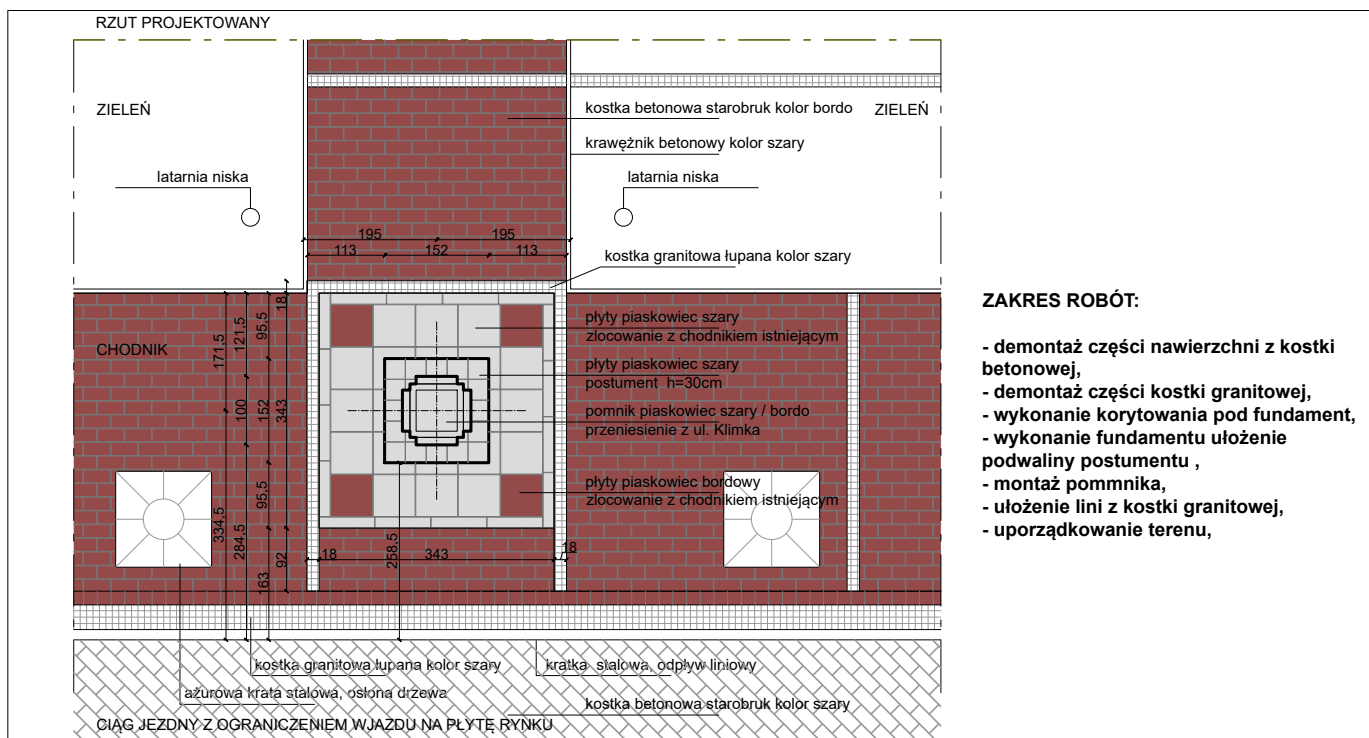 RZUT PROJEKTOWANY
kostka betonowa starobruk kolor bordo
ZIELEŃ
ZIELEŃ
krawężnik betonowy kolor szary
latarnia niska
latarnia niska
195
195
113
152
113
kostka granitowa łupana kolor szary
18
CHODNIK
171,5
121,5
95,5
100
152
343
334,5
284,5
95,5
163
92
258,5
płyty piaskowiec szary
zlocowanie z chodnikiem istniejącym
płyty piaskowiec szary
postument h=30cm
pomnik piaskowiec szary / bordo
przeniesienie z ul. Klimka
płyty piaskowiec bordowy
zlocowanie z chodnikiem istniejącym
18
343
18
kostka granitowa łupana kolor szary
kratka stalowa, odpływ liniowy
ażurowa krata stalowa, osłona drzewa
kostka betonowa starobruk kolor szary
CIĄG JEZDNY Z OGRANICZENIEM WJAZDU NA PŁYTĘ RYNKU
ZAKRES ROBÓT:
- demontaż części nawierzchni z kostki
betonowej,
- demontaż części kostki granitowej,
- wykonanie korytowania pod fundament,
- wykonanie fundamentu ułożenie
podwaliny postumentu ,
- montaż pommnika,
- ułożenie lini z kostki granitowej,
- uporządkowanie terenu,